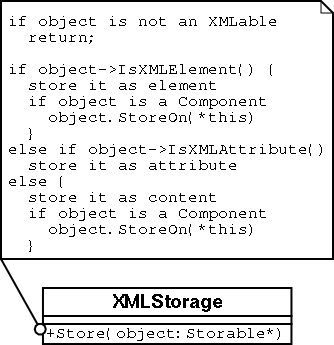 if object is not an XMLable
return;
if object->IsXMLElement() {
store it as element
if object is a Component
object.StoreOn(*this)
}
else if object->IsXMLAttribute()
store it as attribute
else {
store it as content
if object is a Component
object.StoreOn(*this)
}
XMLStorage
+Store(object:Storable*)